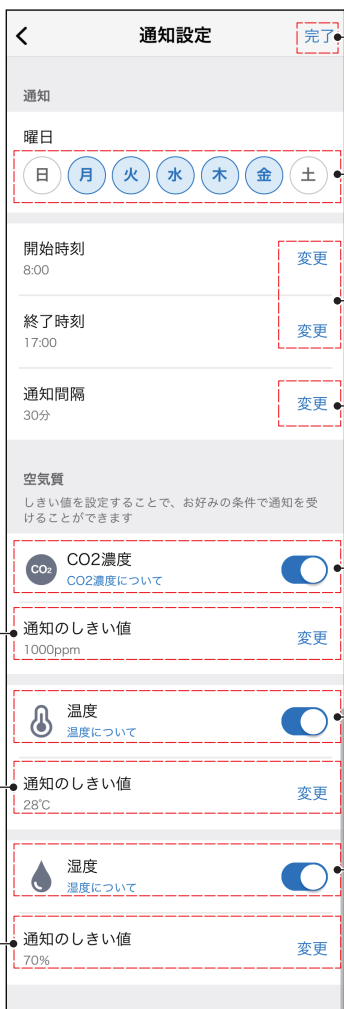 通知設定
完了
通知
曜日
日 月 火 水 木 金 土
開始時刻
8:00
変更
終了時刻
17:00
変更
通知間隔
30分
変更
空気質
しきい値を設定することで、お好みの条件で通知を受
けることができます
CO2
CO2濃度
CO2濃度について
通知のしきい値
1000ppm
変更
温度
温度について
通知のしきい値
28℃
変更
湿度
湿度について
通知のしきい値
70%
変更